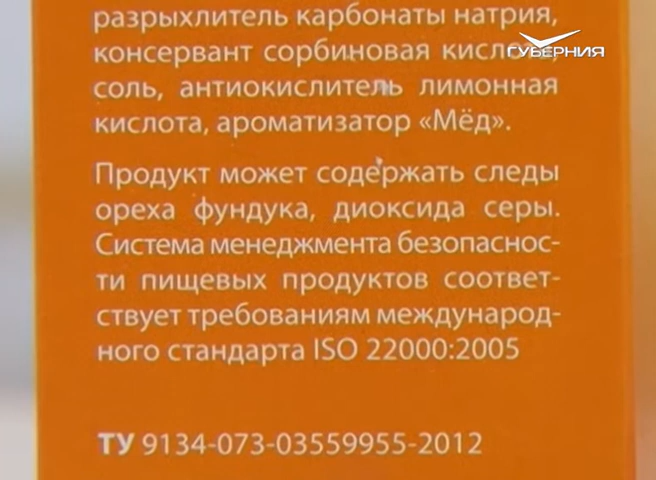 разрыхлитель карбонаты натрия,
консервант сорбиновая кислота,
ГУБЕРНИЯ
соль, антиокислитель лимонная
кислота, ароматизатор «Мёд».
Продукт может содержать следы
ореха фундука, диоксида серы.
Система менеджмента безопаснос-
ти пищевых продуктов соответ-
ствует требованиям международ-
ного стандарта ISO 22000:2005
ТУ 9134-073-03559955-2012